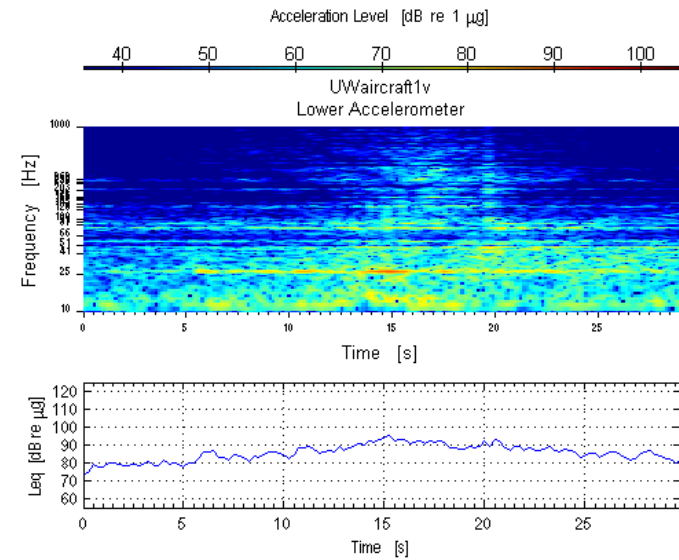 Acceleration Level [dB re 1 µg]
40 50 60 70 80 90 100
UWaircraft1v
Lower Accelerometer
1000
Frequency [Hz]
66
51
41
25
10
0 5 10 15 20 25
Time [s]
Leq [dB re µg]
120
110
100
90
80
70
60
0 5 10 15 20 25
Time [s]